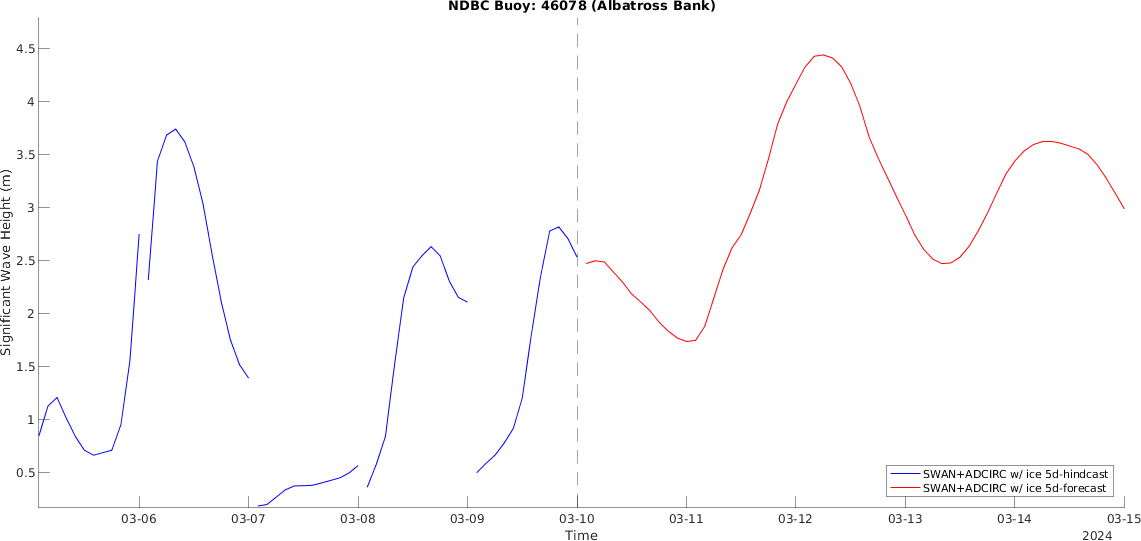 NDBC Buoy: 46078 (Albatross Bank)
Significant Wave Height (m)
4.5
4
3.5
3
2.5
2
1.5
1
0.5
SWAN+ADCIRC w/ ice 5d-hindcast
SWAN+ADCIRC w/ ice 5d-forecast
03-06 03-07 03-08 03-09 03-10 03-11 03-12 03-13 03-14 03-15
Time
2024